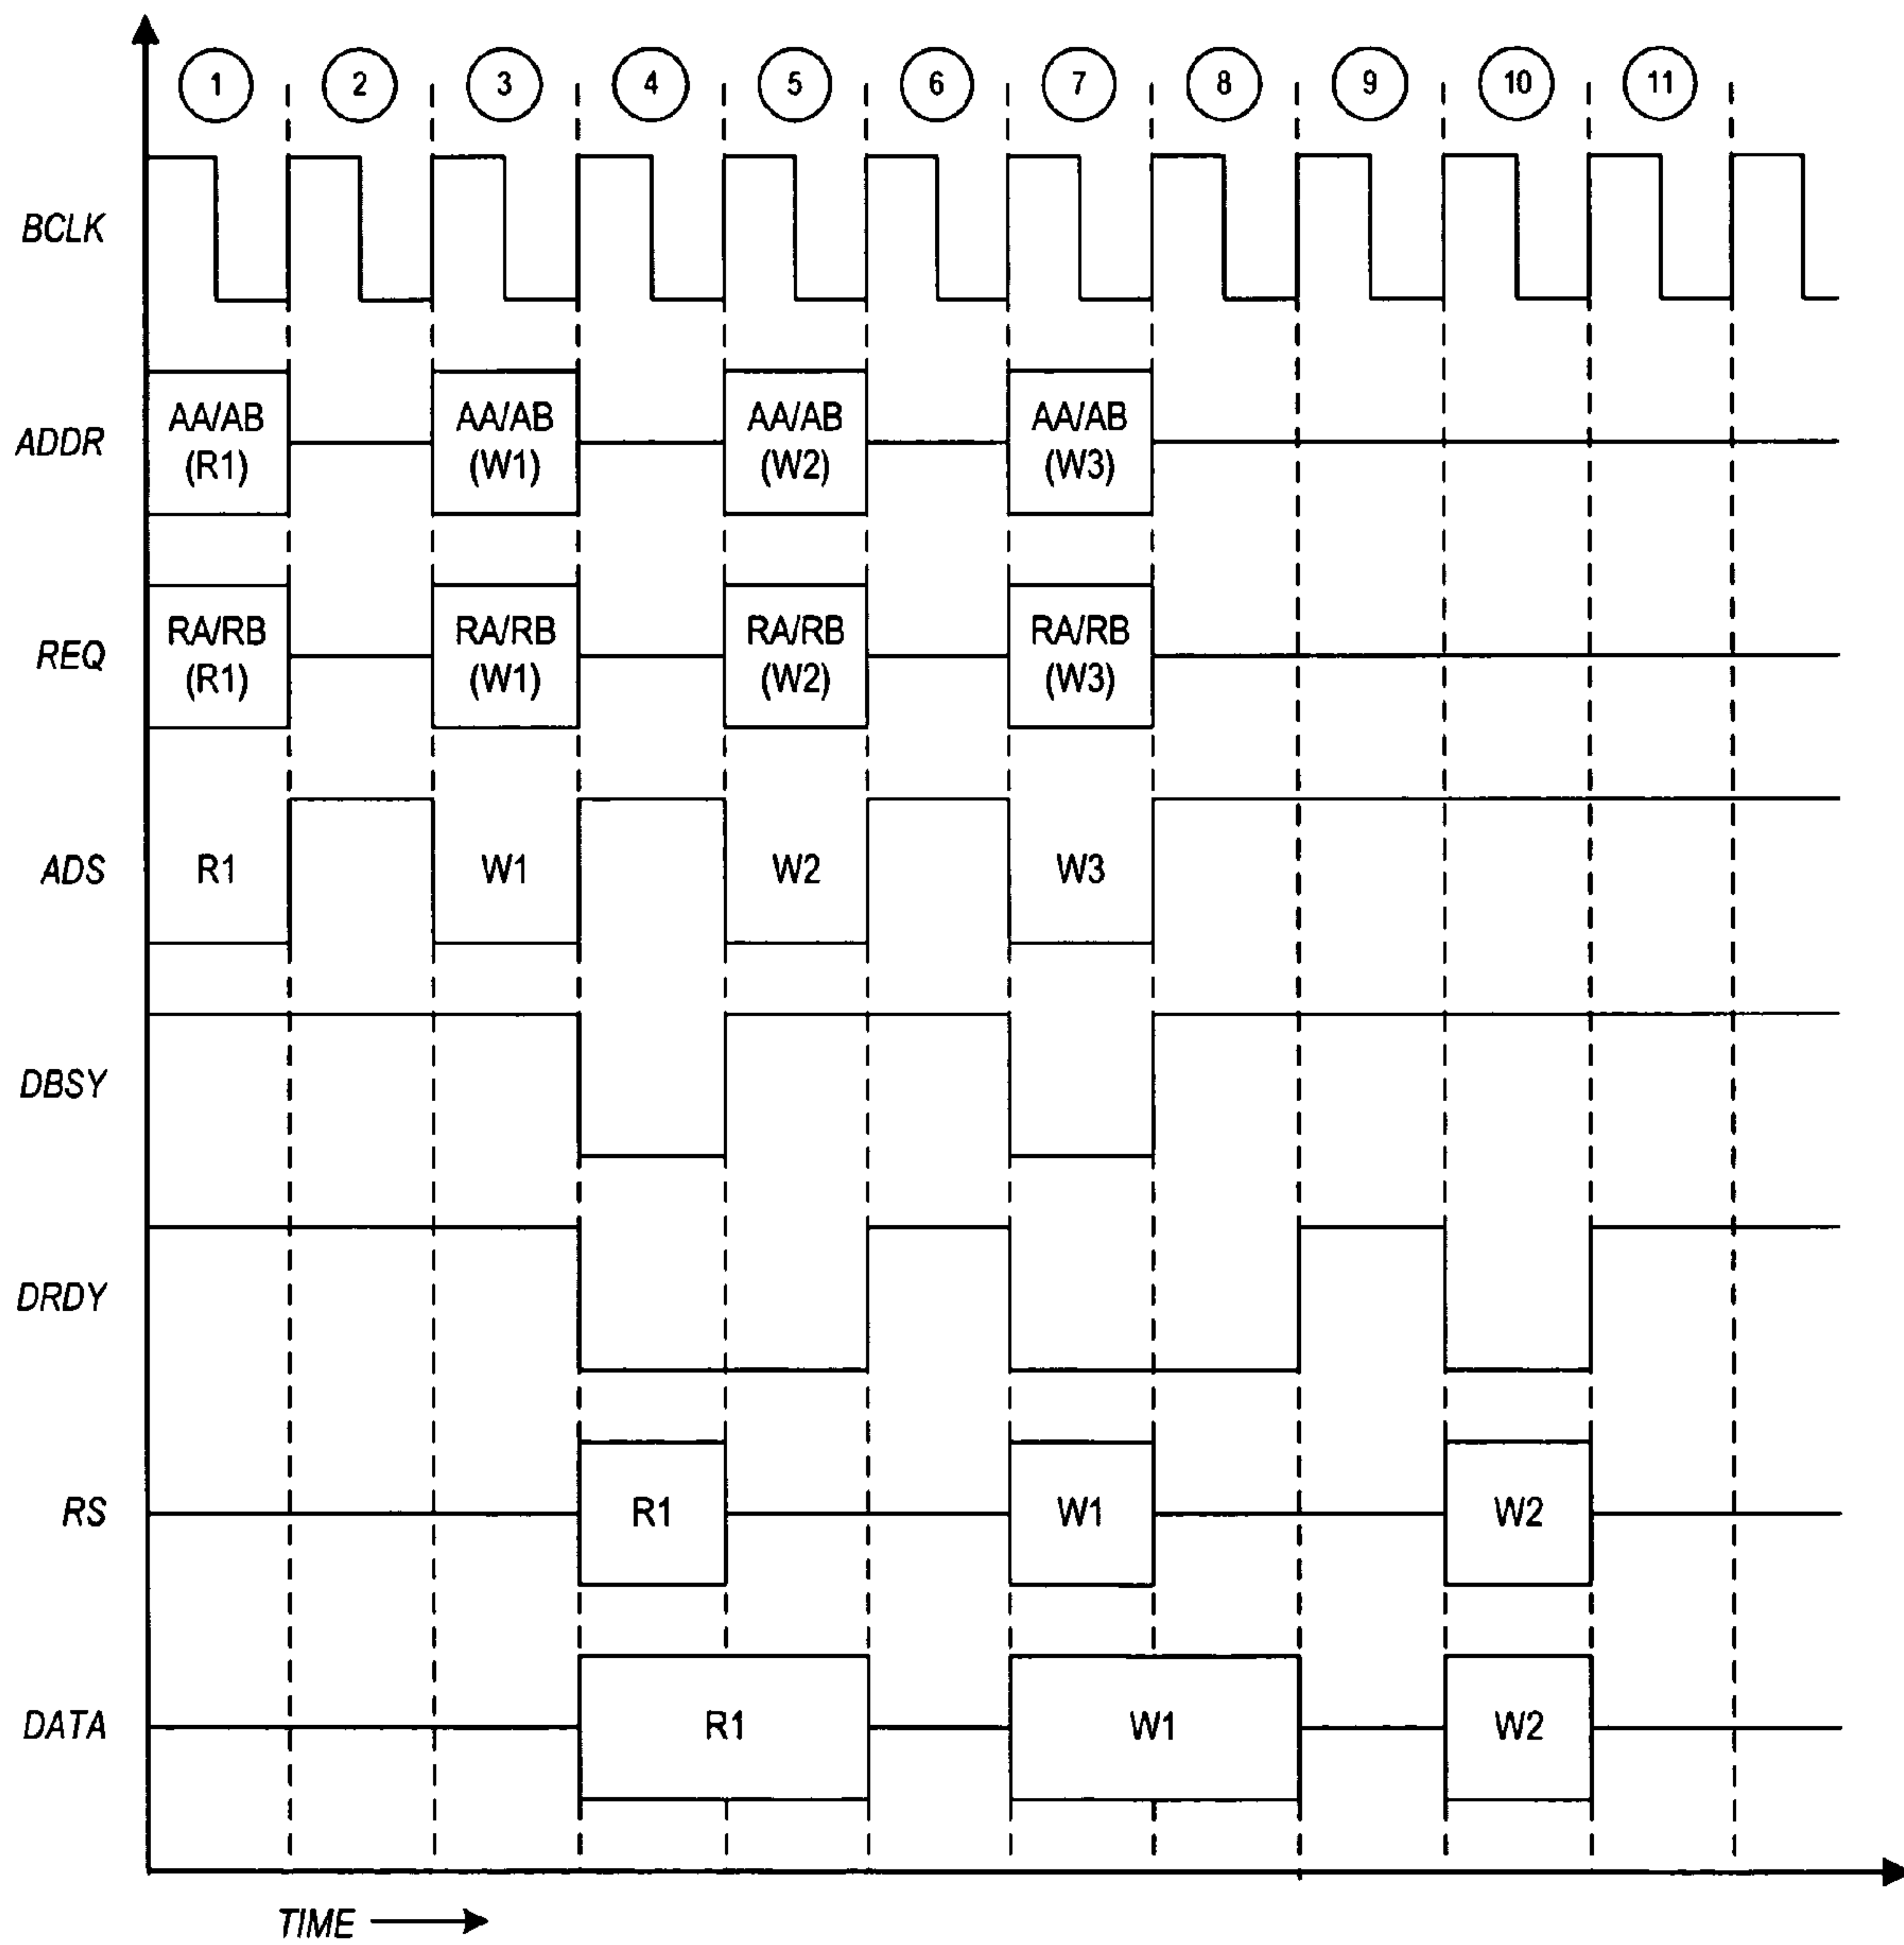 1 2 3 4 5 6 7 8 9 10 11
BCLK
ADDR
AA/AB AA/AB AA/AB AA/AB
(R1) (W1) (W2) (W3)
REQ
RA/RB RA/RB RA/RB RA/RB
(R1) (W1) (W2) (W3)
ADS R1 W1 W2 W3
DBSY
DRDY
RS R1 W1 W2
DATA R1 W1 W2
TIME